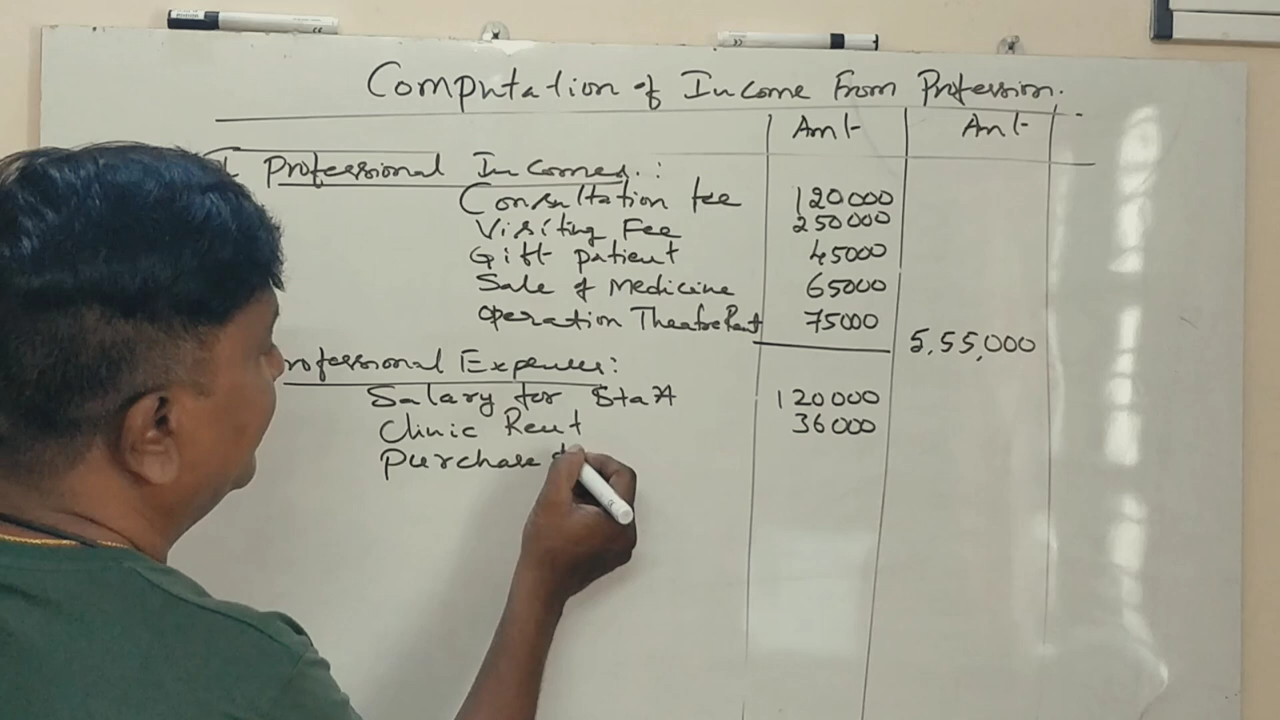 Computation of Income From Profession.
Amt Amt
Professional Incomes:
Consultation fee 120000
Visiting Fee 250000
Gift patient 45000
Sale of Medicine 65000
Operation Theatre Rent 75000
5,55,000
rofessional Expenses:
Salary for Staff 120000
Clinic Rent 36000
Purchase